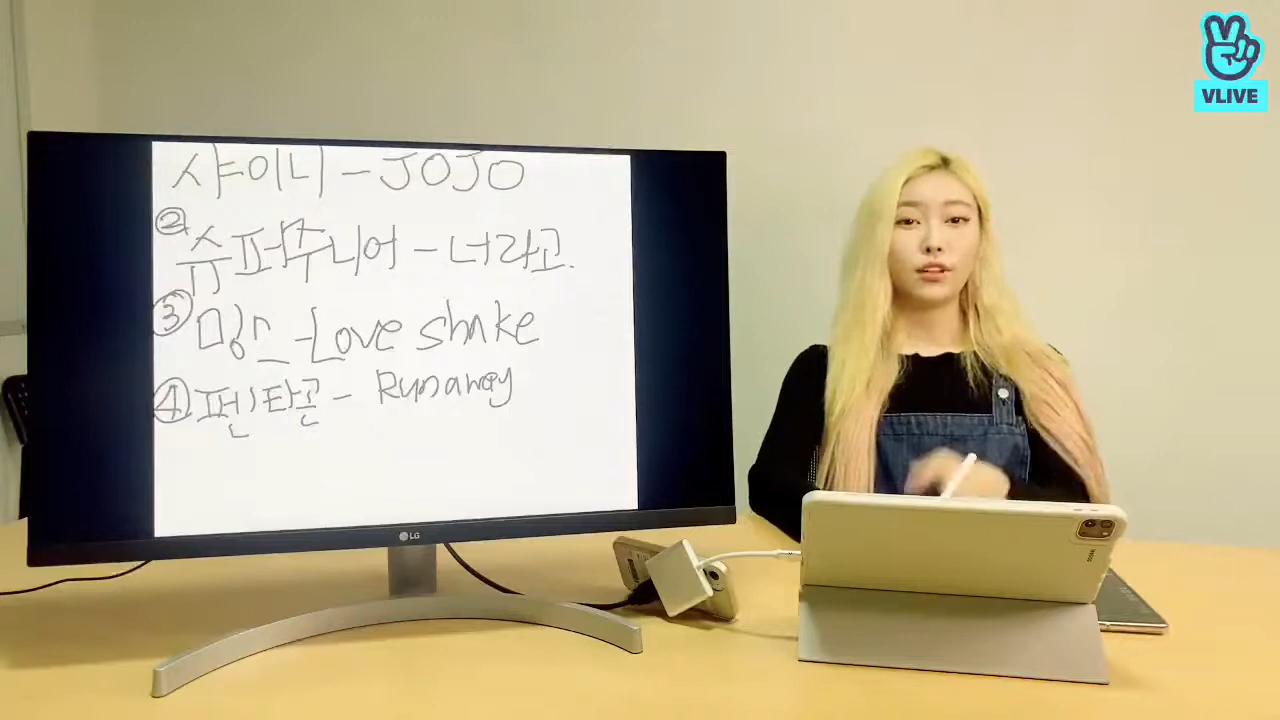 VLIVE
샤이니 - JOJO
② 슈퍼주니어 - 너라고.
③ 밍스 - Love shake
④ 펜타곤 - Runaway
LG